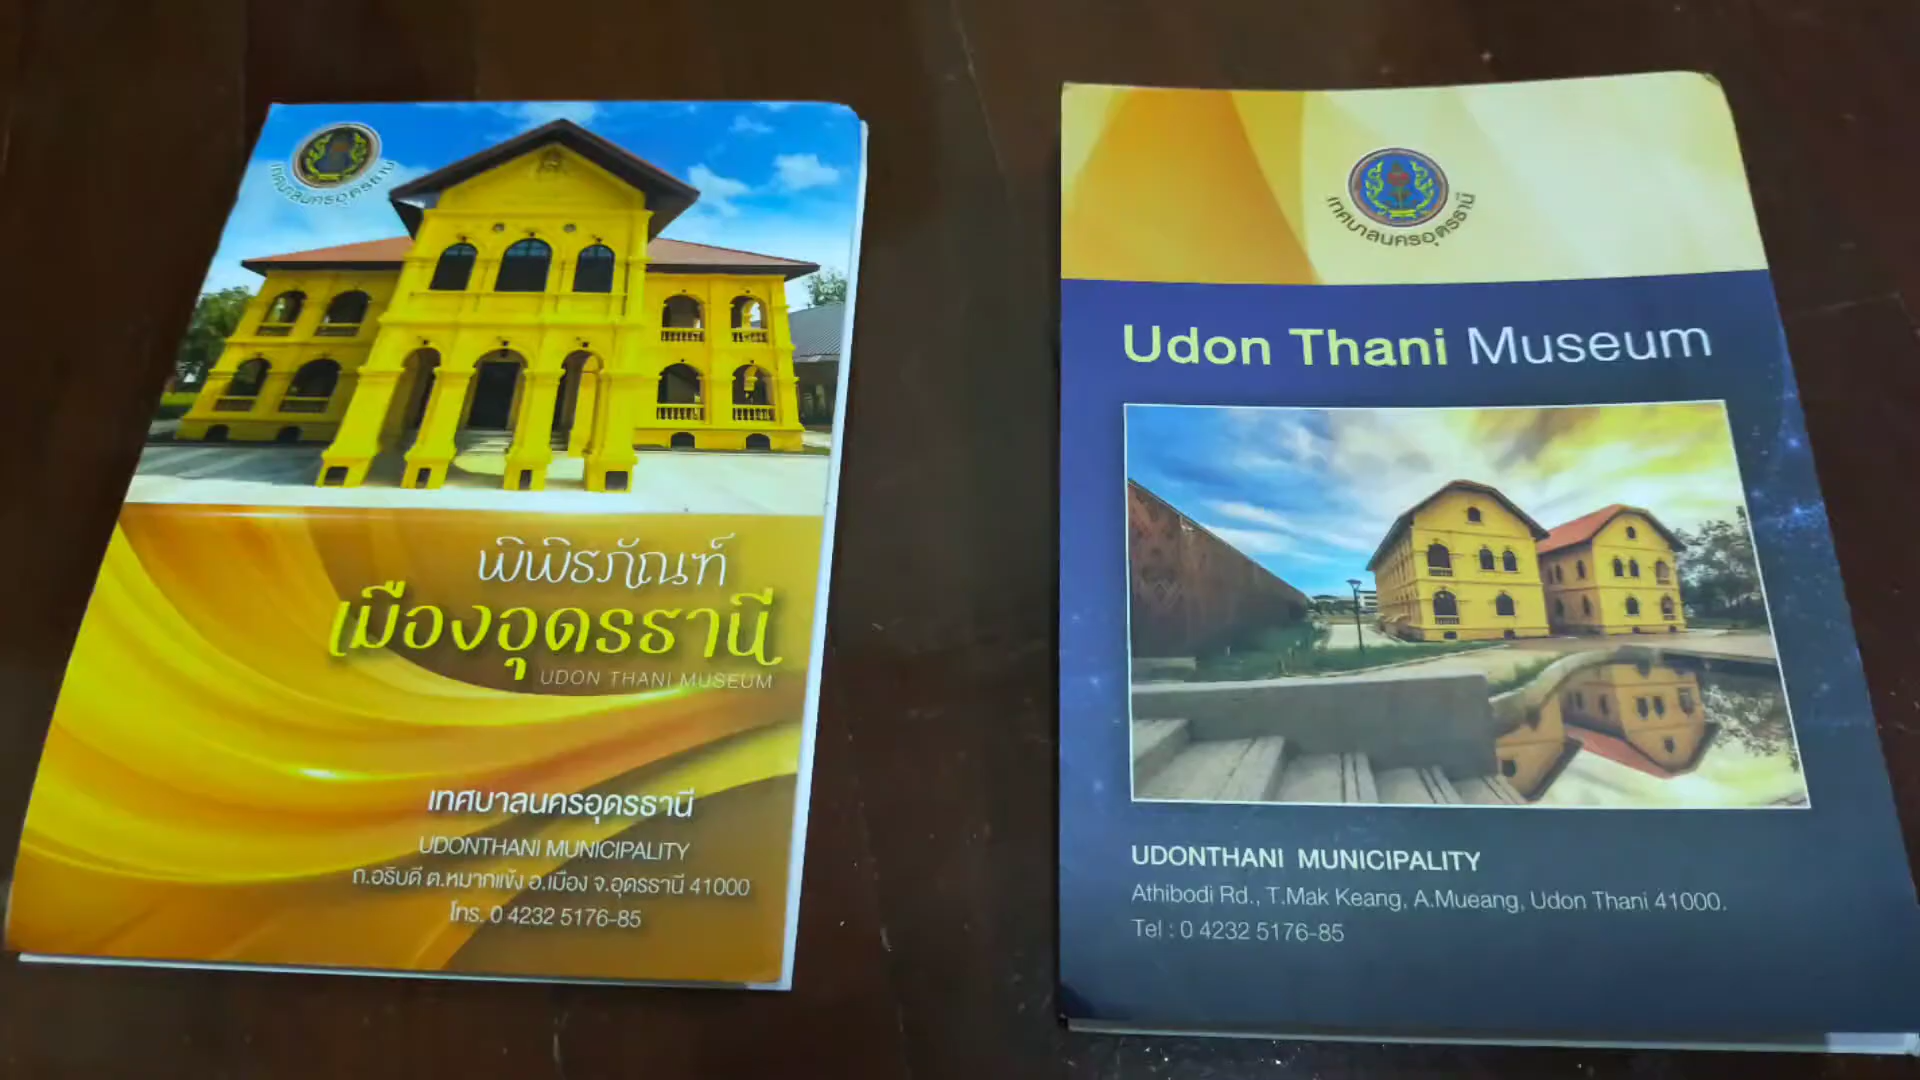 เทศบาลนครอุดรธานี
พิพิธภัณฑ์
เมืองอุดรธานี
UDON THANI MUSEUM
เทศบาลนครอุดรธานี
UDONTHANI MUNICIPALITY
ถ.อธิบดี ต.หมากแข้ง อ.เมือง จ.อุดรธานี 41000
โทร. 0 4232 5176-85
เทศบาลนครอุดรธานี
Udon Thani Museum
UDONTHANI MUNICIPALITY
Athibodi Rd., T.Mak Keang, A.Mueang, Udon Thani 41000.
Tel : 0 4232 5176-85